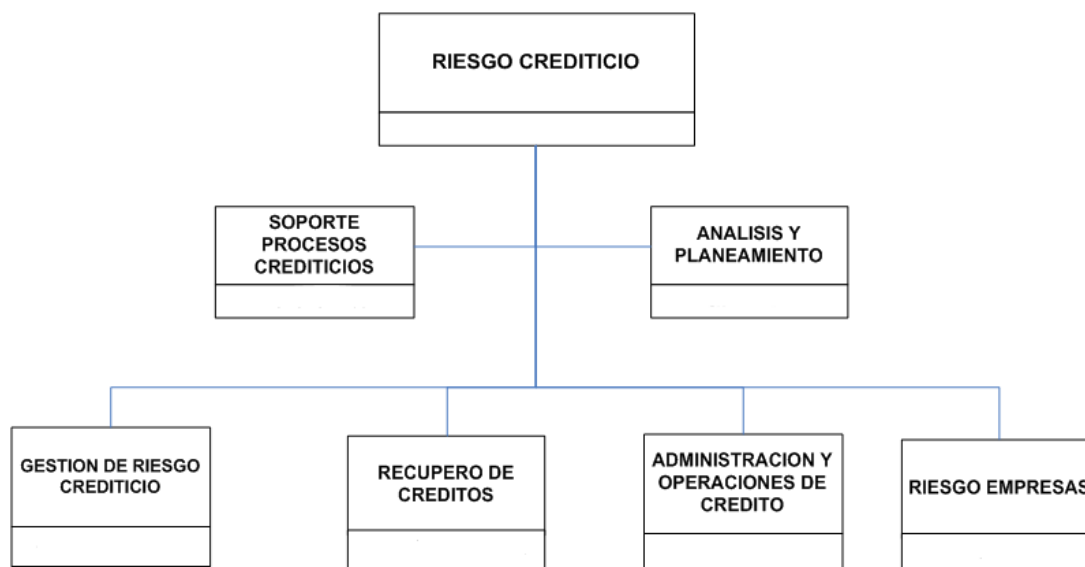 RIESGO CREDITICIO
SOPORTE
PROCESOS
CREDITICIOS
ANALISIS Y
PLANEAMIENTO
GESTION DE RIESGO
CREDITICIO
RECUPERO DE
CREDITOS
ADMINISTRACION Y
OPERACIONES DE
CREDITO
RIESGO EMPRESAS